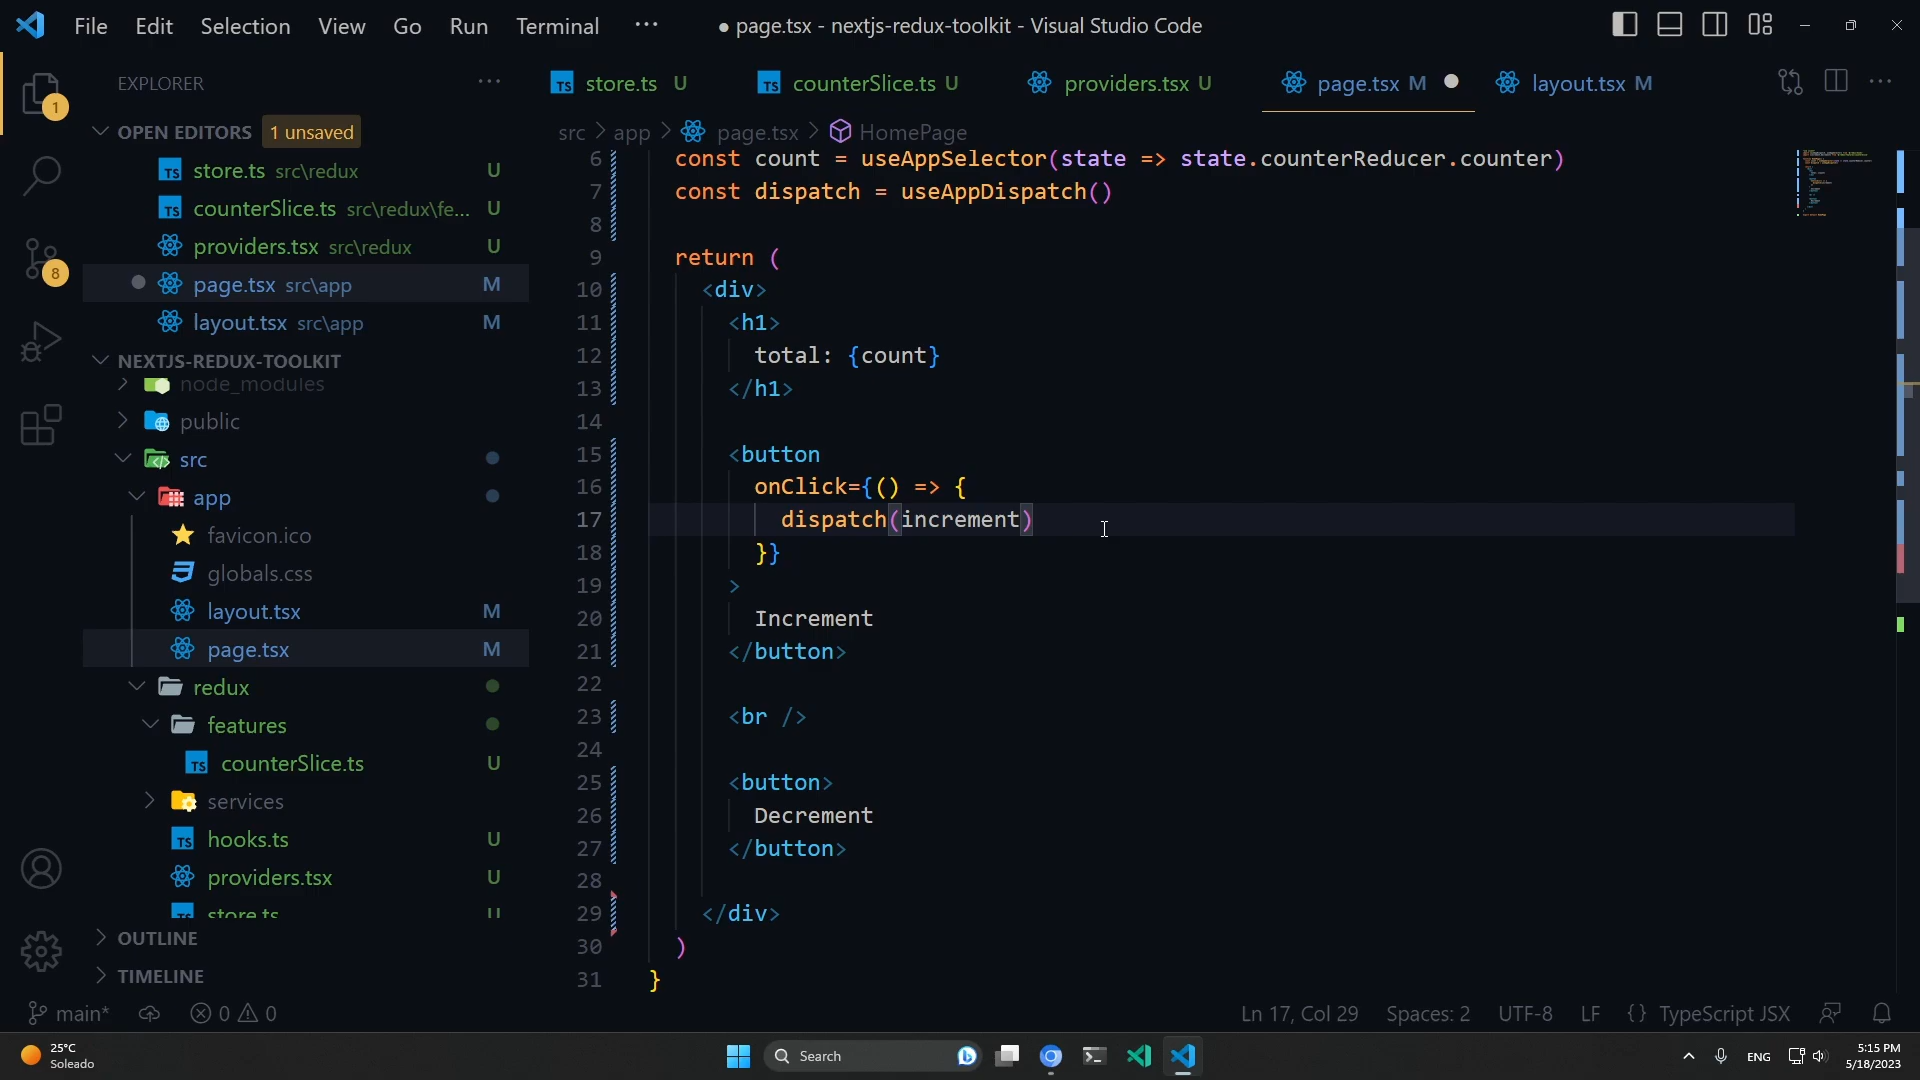 File Edit Selection View Go Run Terminal ··· ● page.tsx - nextjs-redux-toolkit - Visual Studio Code
EXPLORER ···
store.ts U counterSlice.ts U providers.tsx U page.tsx M layout.tsx M ···
1
OPEN EDITORS 1 unsaved
src > app > page.tsx > HomePage
store.ts src\redux U
counterSlice.ts src\redux\fe... U
providers.tsx src\redux U
page.tsx src\app M
layout.tsx src\app M
8
NEXTJS-REDUX-TOOLKIT
node_modules
public
src
app
favicon.ico
globals.css
layout.tsx M
page.tsx M
redux
features
counterSlice.ts U
services
hooks.ts U
providers.tsx U
store.ts U
OUTLINE
TIMELINE
6 const count = useAppSelector(state => state.counterReducer.counter)
7 const dispatch = useAppDispatch()
8
9 return (
10 <div>
11 <h1>
12 total: {count}
13 </h1>
14
15 <button
16 onClick={() => {
17 dispatch(increment)
18 }}
19 >
20 Increment
21 </button>
22
23 <br />
24
25 <button>
26 Decrement
27 </button>
28
29 </div>
30 )
31 }
main* 0 0 Ln 17, Col 29 Spaces: 2 UTF-8 LF {} TypeScript JSX
25°C
Soleado
Search
ENG
5:15 PM
5/18/2023